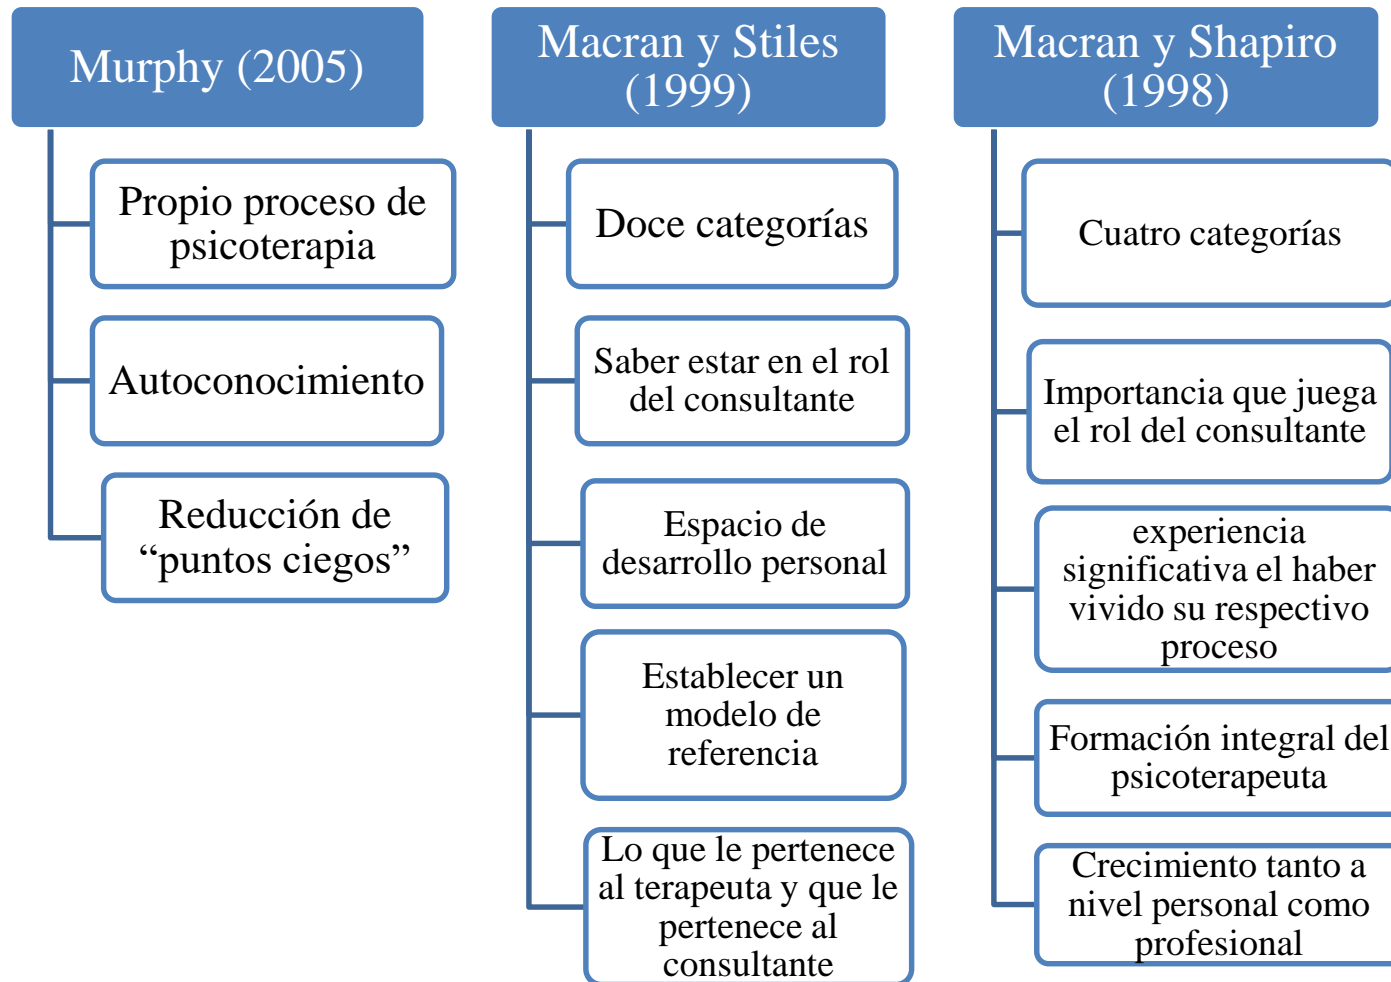 Murphy (2005)
Propio proceso de
psicoterapia
Autoconocimiento
Reducción de
“puntos ciegos”
Macran y Stiles
(1999)
Doce categorías
Saber estar en el rol
del consultante
Espacio de
desarrollo personal
Establecer un
modelo de
referencia
Lo que le pertenece
al terapeuta y que le
pertenece al
consultante
Macran y Shapiro
(1998)
Cuatro categorías
Importancia que juega
el rol del consultante
experiencia
significativa el haber
vivido su respectivo
proceso
Formación integral del
psicoterapeuta
Crecimiento tanto a
nivel personal como
profesional